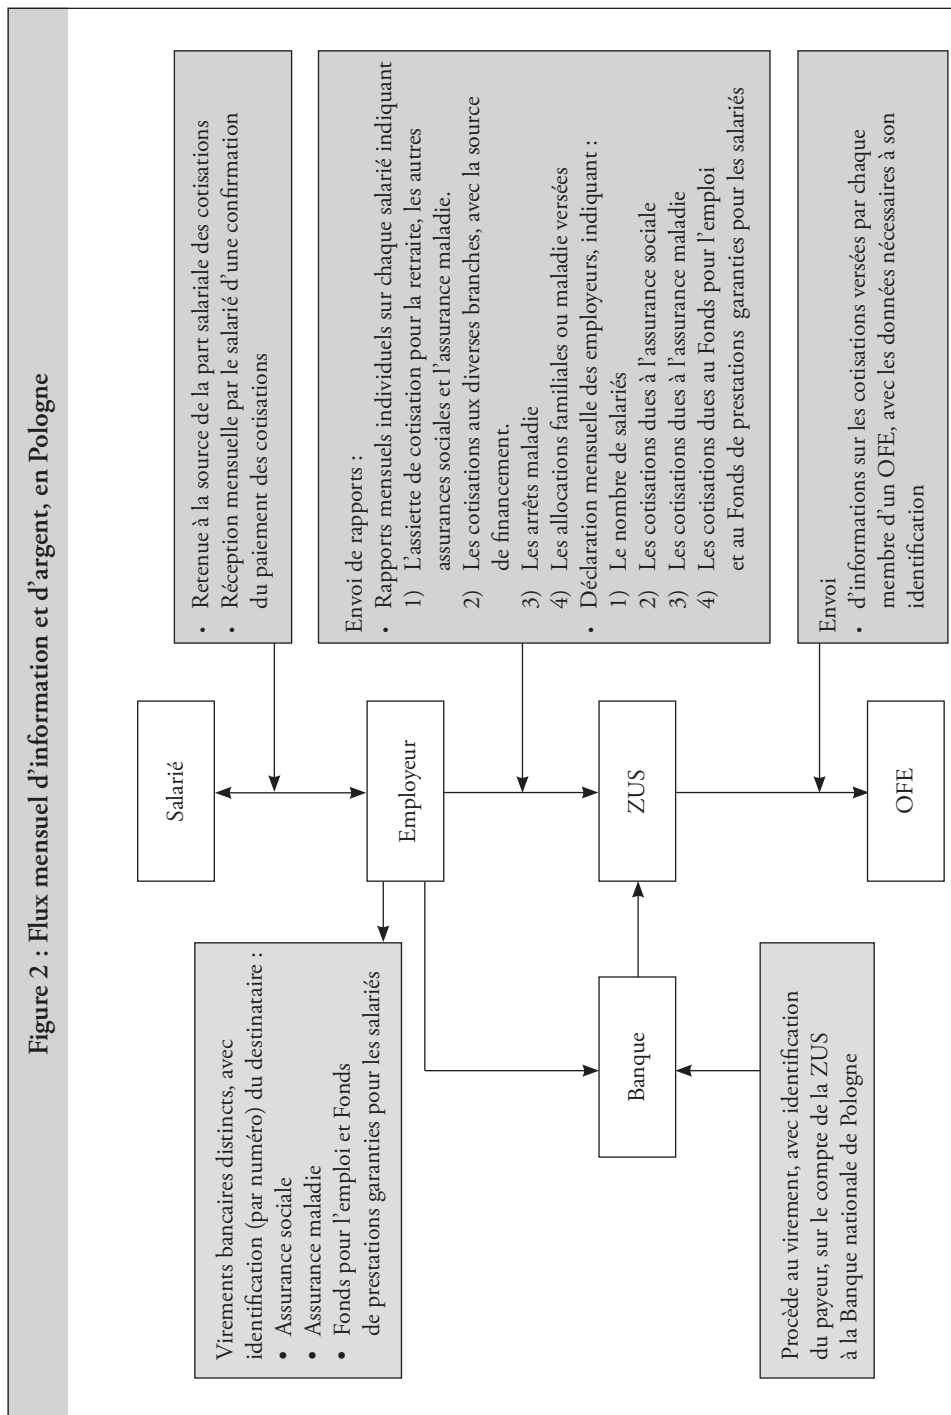 Figure 2 : Flux mensuel d'information et d'argent, en Pologne
• Retenue à la source de la part salariale des cotisations
• Réception mensuelle par le salarié d'une confirmation
du paiement des cotisations
Envoi de rapports :
• Rapports mensuels individuels sur chaque salarié indiquant
1) L'assiette de cotisation pour la retraite, les autres
assurances sociales et l'assurance maladie.
2) Les cotisations aux diverses branches, avec la source
de financement.
3) Les arrêts maladie
4) Les allocations familiales ou maladie versées
• Déclaration mensuelle des employeurs, indiquant :
1) Le nombre de salariés
2) Les cotisations dues à l'assurance sociale
3) Les cotisations dues à l'assurance maladie
4) Les cotisations dues au Fonds pour l'emploi
et au Fonds de prestations garanties pour les salariés
Envoi
• d'informations sur les cotisations versées par chaque
membre d'un OFE, avec les données nécessaires à son
identification
Salarié
Employeur
ZUS
OFE
Banque
Virements bancaires distincts, avec
identification (par numéro) du destinataire :
• Assurance sociale
• Assurance maladie
• Fonds pour l'emploi et Fonds
de prestations garanties pour les salariés
Procède au virement, avec identification
du payeur, sur le compte de la ZUS
à la Banque nationale de Pologne